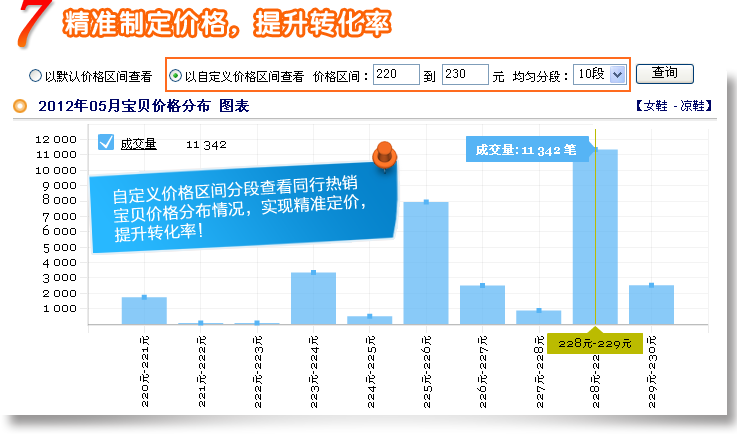 7 精准制定价格，提升转化率
以默认价格区间查看 以自定义价格区间查看 价格区间：220 到 230 元 均匀分段：10段 查询
2012年05月宝贝价格分布 图表 【女鞋 - 凉鞋】
成交量 11 342
成交量: 11 342 笔
自定义价格区间分段查看同行热销
宝贝价格分布情况，实现精准定价，
提升转化率！
12 000
11 000
10 000
9 000
8 000
7 000
6 000
5 000
4 000
3 000
2 000
1 000
228元-229元
220元-221元
221元-222元
222元-223元
223元-224元
224元-225元
225元-226元
226元-227元
227元-228元
228元-22
229元-230元